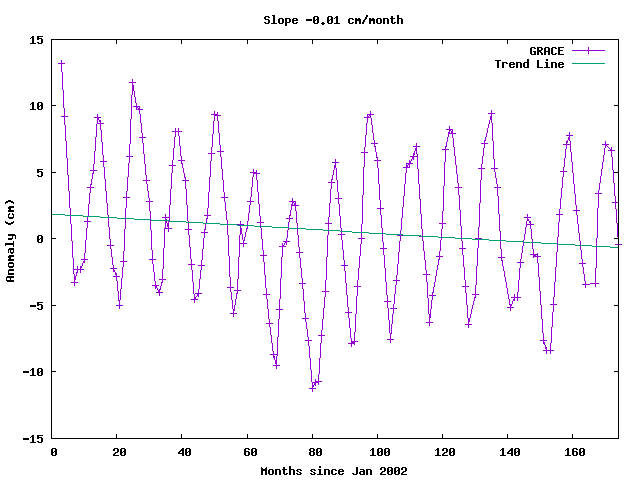 Slope -0.01 cm/month
GRACE
Trend Line
Anomaly (cm)
15
10
5
0
-5
-10
-15
0 20 40 60 80 100 120 140 160
Months since Jan 2002